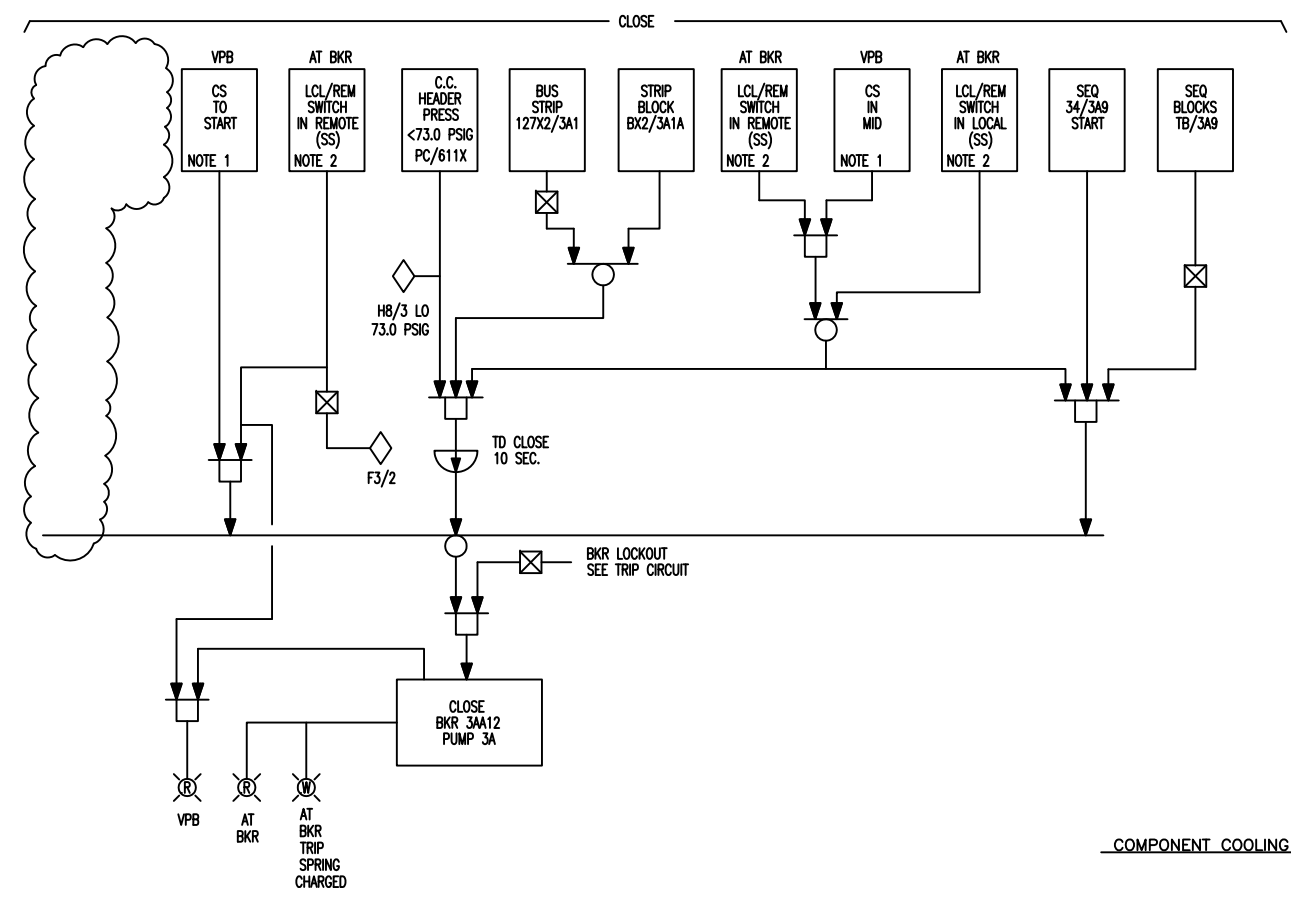 CLOSE
VPB
CS
TO
START
NOTE 1
AT BKR
LCL/REM
SWITCH
IN REMOTE
(SS)
NOTE 2
C.C.
HEADER
PRESS
<73.0 PSIG
PC/611X
BUS
STRIP
127X2/3A1
STRIP
BLOCK
BX2/3A1A
AT BKR
LCL/REM
SWITCH
IN REMOTE
(SS)
NOTE 2
VPB
CS
IN
MID
NOTE 1
AT BKR
LCL/REM
SWITCH
IN LOCAL
(SS)
NOTE 2
SEQ
34/3A9
START
SEQ
BLOCKS
TB/3A9
H8/3 LO
73.0 PSIG
F3/2
TD CLOSE
10 SEC.
BKR LOCKOUT
SEE TRIP CIRCUIT
CLOSE
BKR 3AA12
PUMP 3A
R
VPB
R
AT
BKR
W
AT
BKR
TRIP
SPRING
CHARGED
COMPONENT COOLING